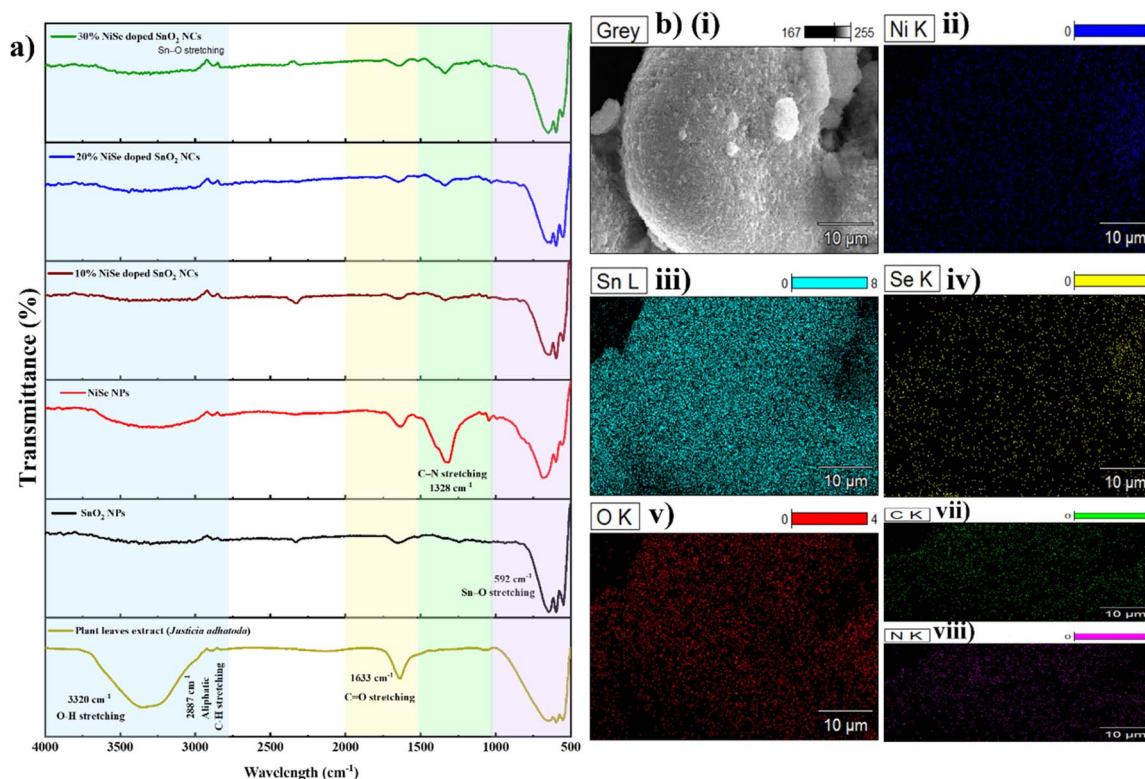 a)
Transmittance (%)
30% NiSe doped SnO₂ NCs
Sn–O stretching
20% NiSe doped SnO₂ NCs
10% NiSe doped SnO₂ NCs
NiSe NPs
C–N stretching
1328 cm⁻¹
SnO₂ NPs
592 cm⁻¹
Sn–O stretching
Plant leaves extract (Justicia adhatoda)
3320 cm⁻¹
O-H stretching
2887 cm⁻¹
Aliphatic
C-H stretching
1633 cm⁻¹
C=O stretching
4000 3500 3000 2500 2000 1500 1000 500
Wavelength (cm⁻¹)
Grey b) (i) 167 255
10 µm
Ni K ii) 0
10 µm
Sn L iii) 0 8
10 µm
Se K iv) 0
10 µm
O K v) 0 4
10 µm
C K vii) 0
10 µm
N K viii) 0
10 µm